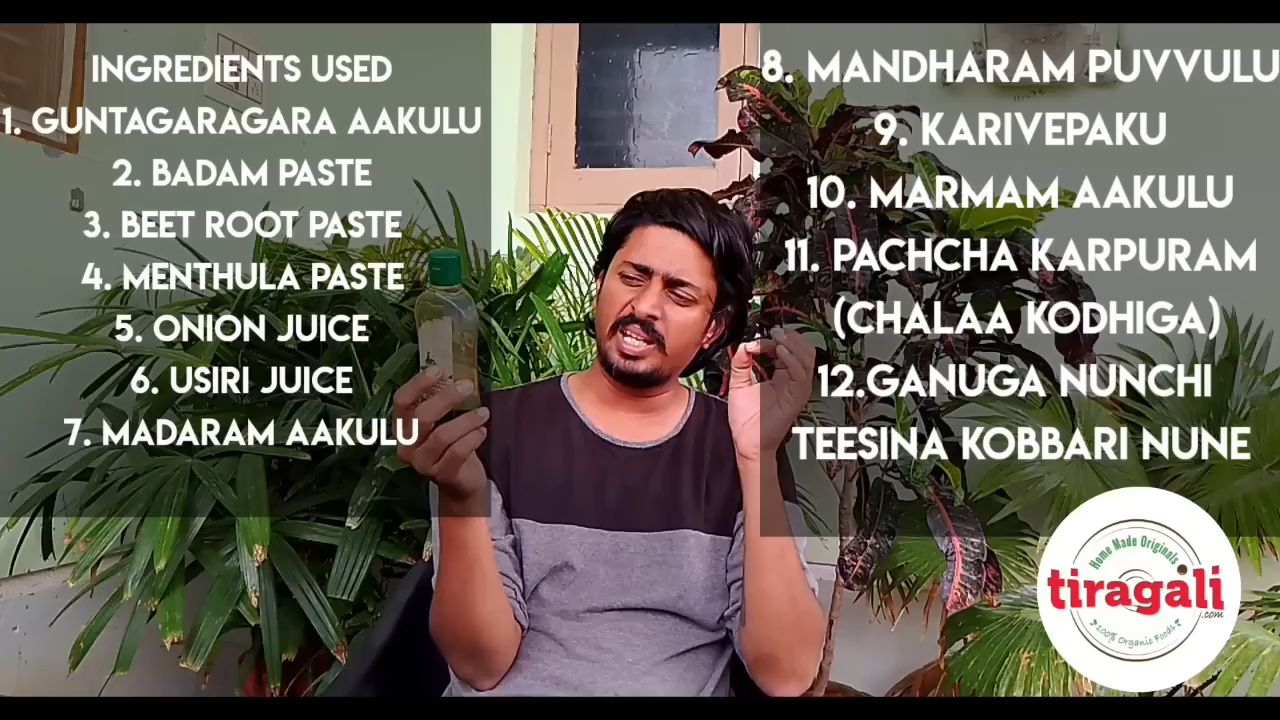 INGREDIENTS USED
1. GUNTAGARAGARA AAKULU
2. BADAM PASTE
3. BEET ROOT PASTE
4. MENTHULA PASTE
5. ONION JUICE
6. USIRI JUICE
7. MADARAM AAKULU
8. MANDHARAM PUVVULU
9. KARIVEPAKU
10. MARMAM AAKULU
11. PACHCHA KARPURAM
(CHALAA KODHIGA)
12.GANUGA NUNCHI
TEESINA KOBBARI NUNE
Home Made Originals
tiragali
.com
100% Organic Foods